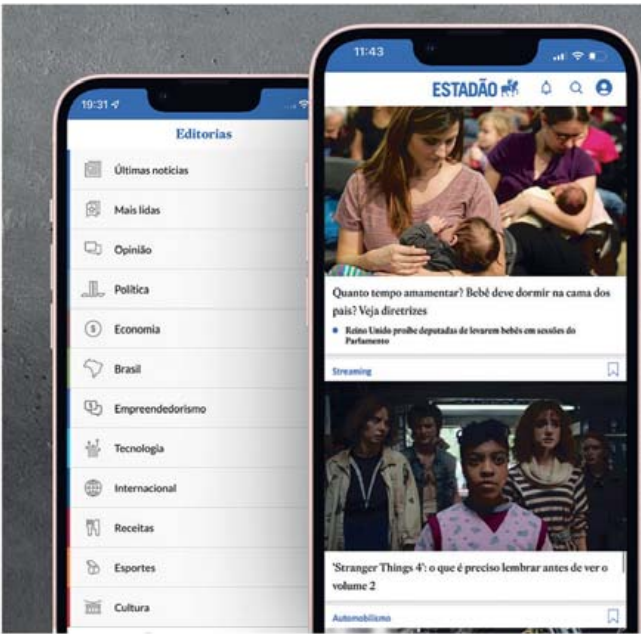 19:31
Editorias
Últimas notícias
Mais lidas
Opinião
Política
Economia
Brasil
Empreendedorismo
Tecnologia
Internacional
Receitas
Esportes
Cultura
11:43
ESTADÃO
Quanto tempo amamentar? Bebê deve dormir na cama dos
pais? Veja diretrizes
Reino Unido proíbe deputadas de levarem bebês em sessões do
Parlamento
Streaming
'Stranger Things 4': o que é preciso lembrar antes de ver o
volume 2
Automobilismo